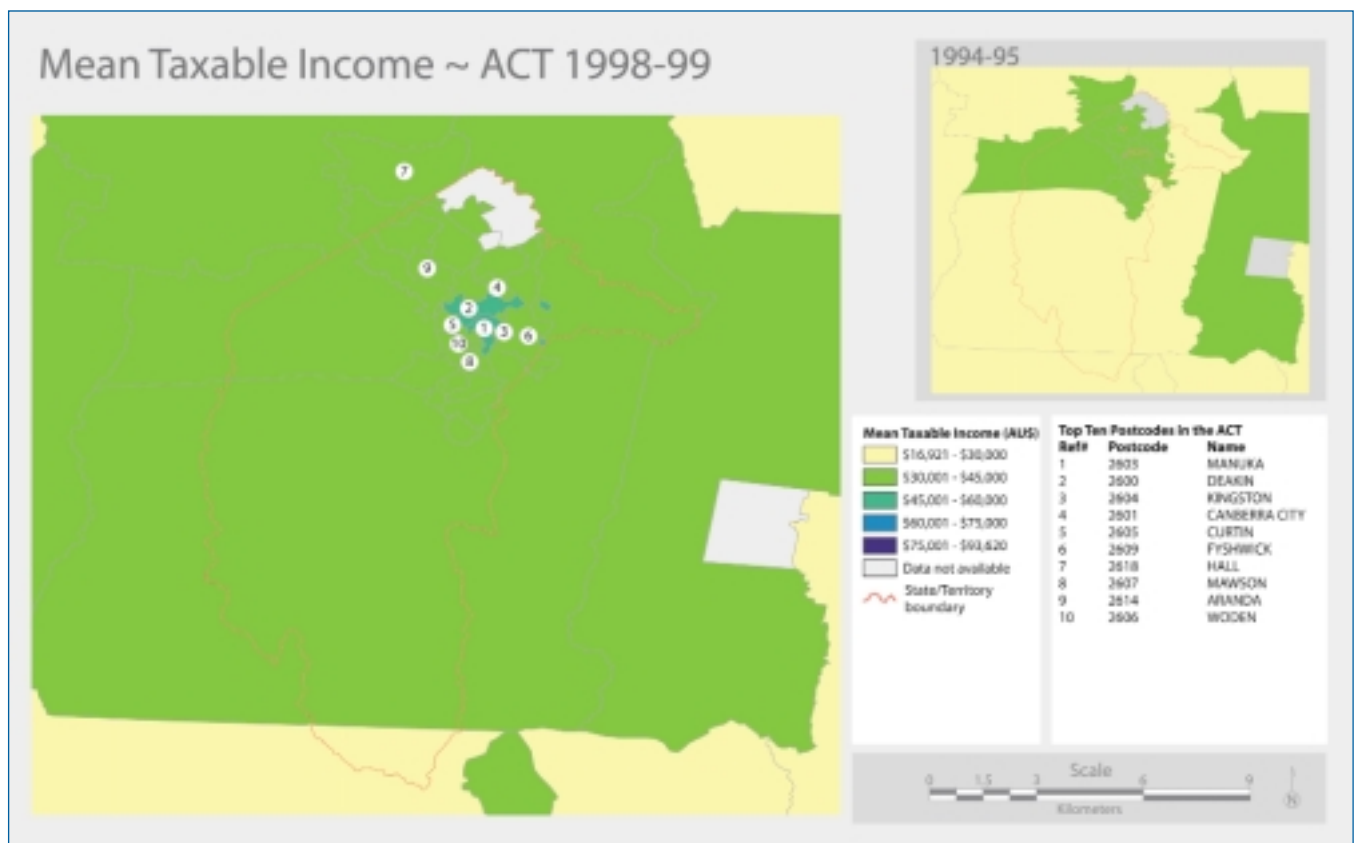 Mean Taxable Income ~ ACT 1998-99
1994-95
7
9
4
2
5
1
3
6
10
8
Mean Taxable Income (AUS)
$16,921 - $30,000
$30,001 - $45,000
$45,001 - $60,000
$60,001 - $75,000
$75,001 - $93,620
Data not available
State/Territory
boundary
Top Ten Postcodes in the ACT
Ref# Postcode Name
1 2603 MANUKA
2 2600 DEAKIN
3 2604 KINGSTON
4 2601 CANBERRA CITY
5 2605 CURTIN
6 2609 FYSHWICK
7 2618 HALL
8 2607 MAWSON
9 2614 ARANDA
10 2606 WODEN
Scale
0 1.5 3 6 9
Kilometers
N